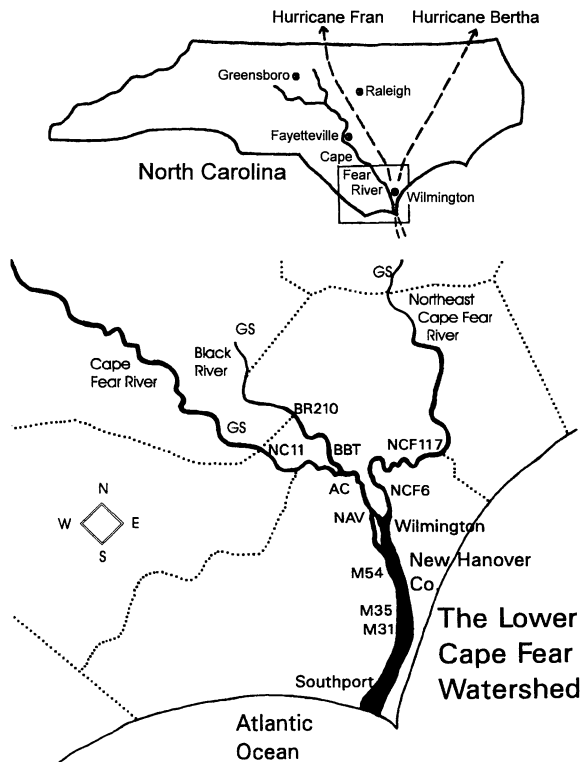 Hurricane Fran
Hurricane Bertha
Greensboro
Raleigh
Fayetteville
Cape
Fear
River
North Carolina
Wilmington
GS
Northeast
Cape Fear
River
GS
Black
River
Cape
Fear River
BR210
GS
NC11
BBT
NCF117
AC
NCF6
N
W E
S
NAV
Wilmington
New Hanover
Co.
M54
M35
M31
The Lower
Cape Fear
Watershed
Southport
Atlantic
Ocean